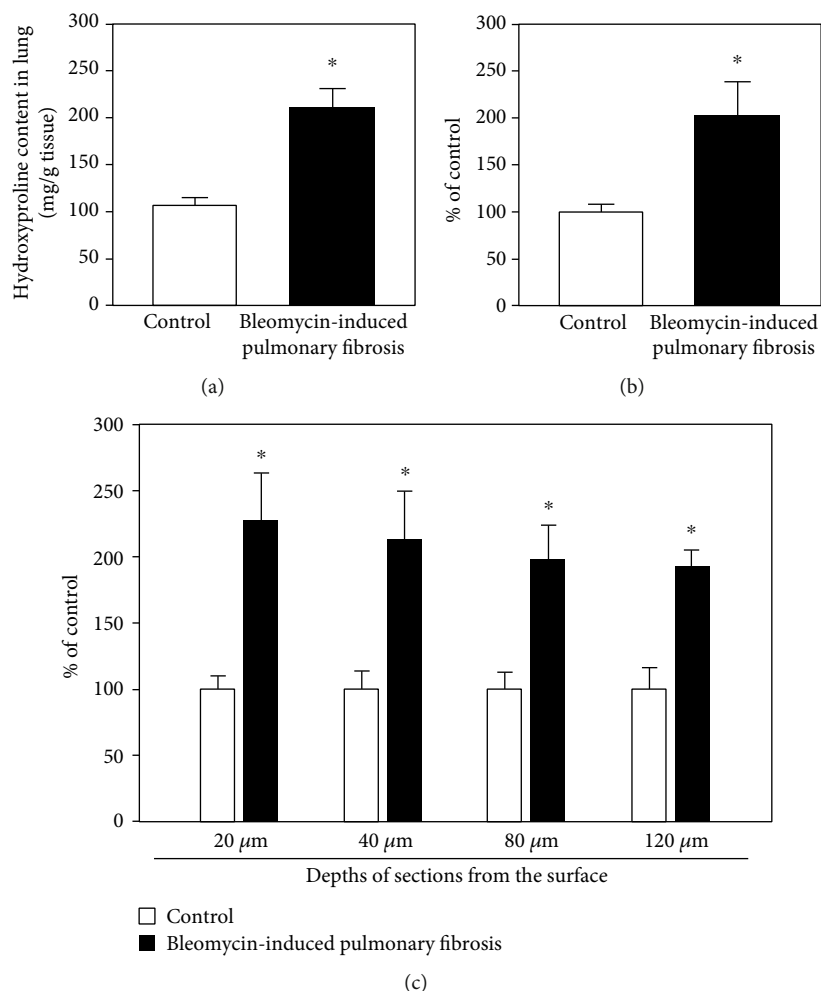 Hydroxyproline content in lung
(mg/g tissue)
300
250
200
150
100
50
0
*
Control
Bleomycin-induced
pulmonary fibrosis
(a)
% of control
300
250
200
150
100
50
0
*
Control
Bleomycin-induced
pulmonary fibrosis
(b)
% of control
300
250
200
150
100
50
0
* * * *
20 μm 40 μm 80 μm 120 μm
Depths of sections from the surface
Control
Bleomycin-induced pulmonary fibrosis
(c)